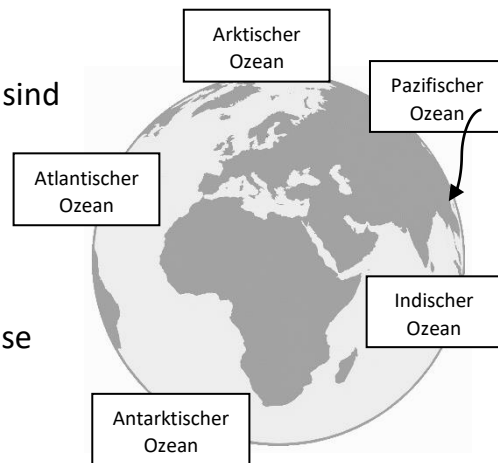 Arktischer
Ozean
sind
Pazifischer
Ozean
Atlantischer
Ozean
Indischer
Ozean
se
Antarktischer
Ozean